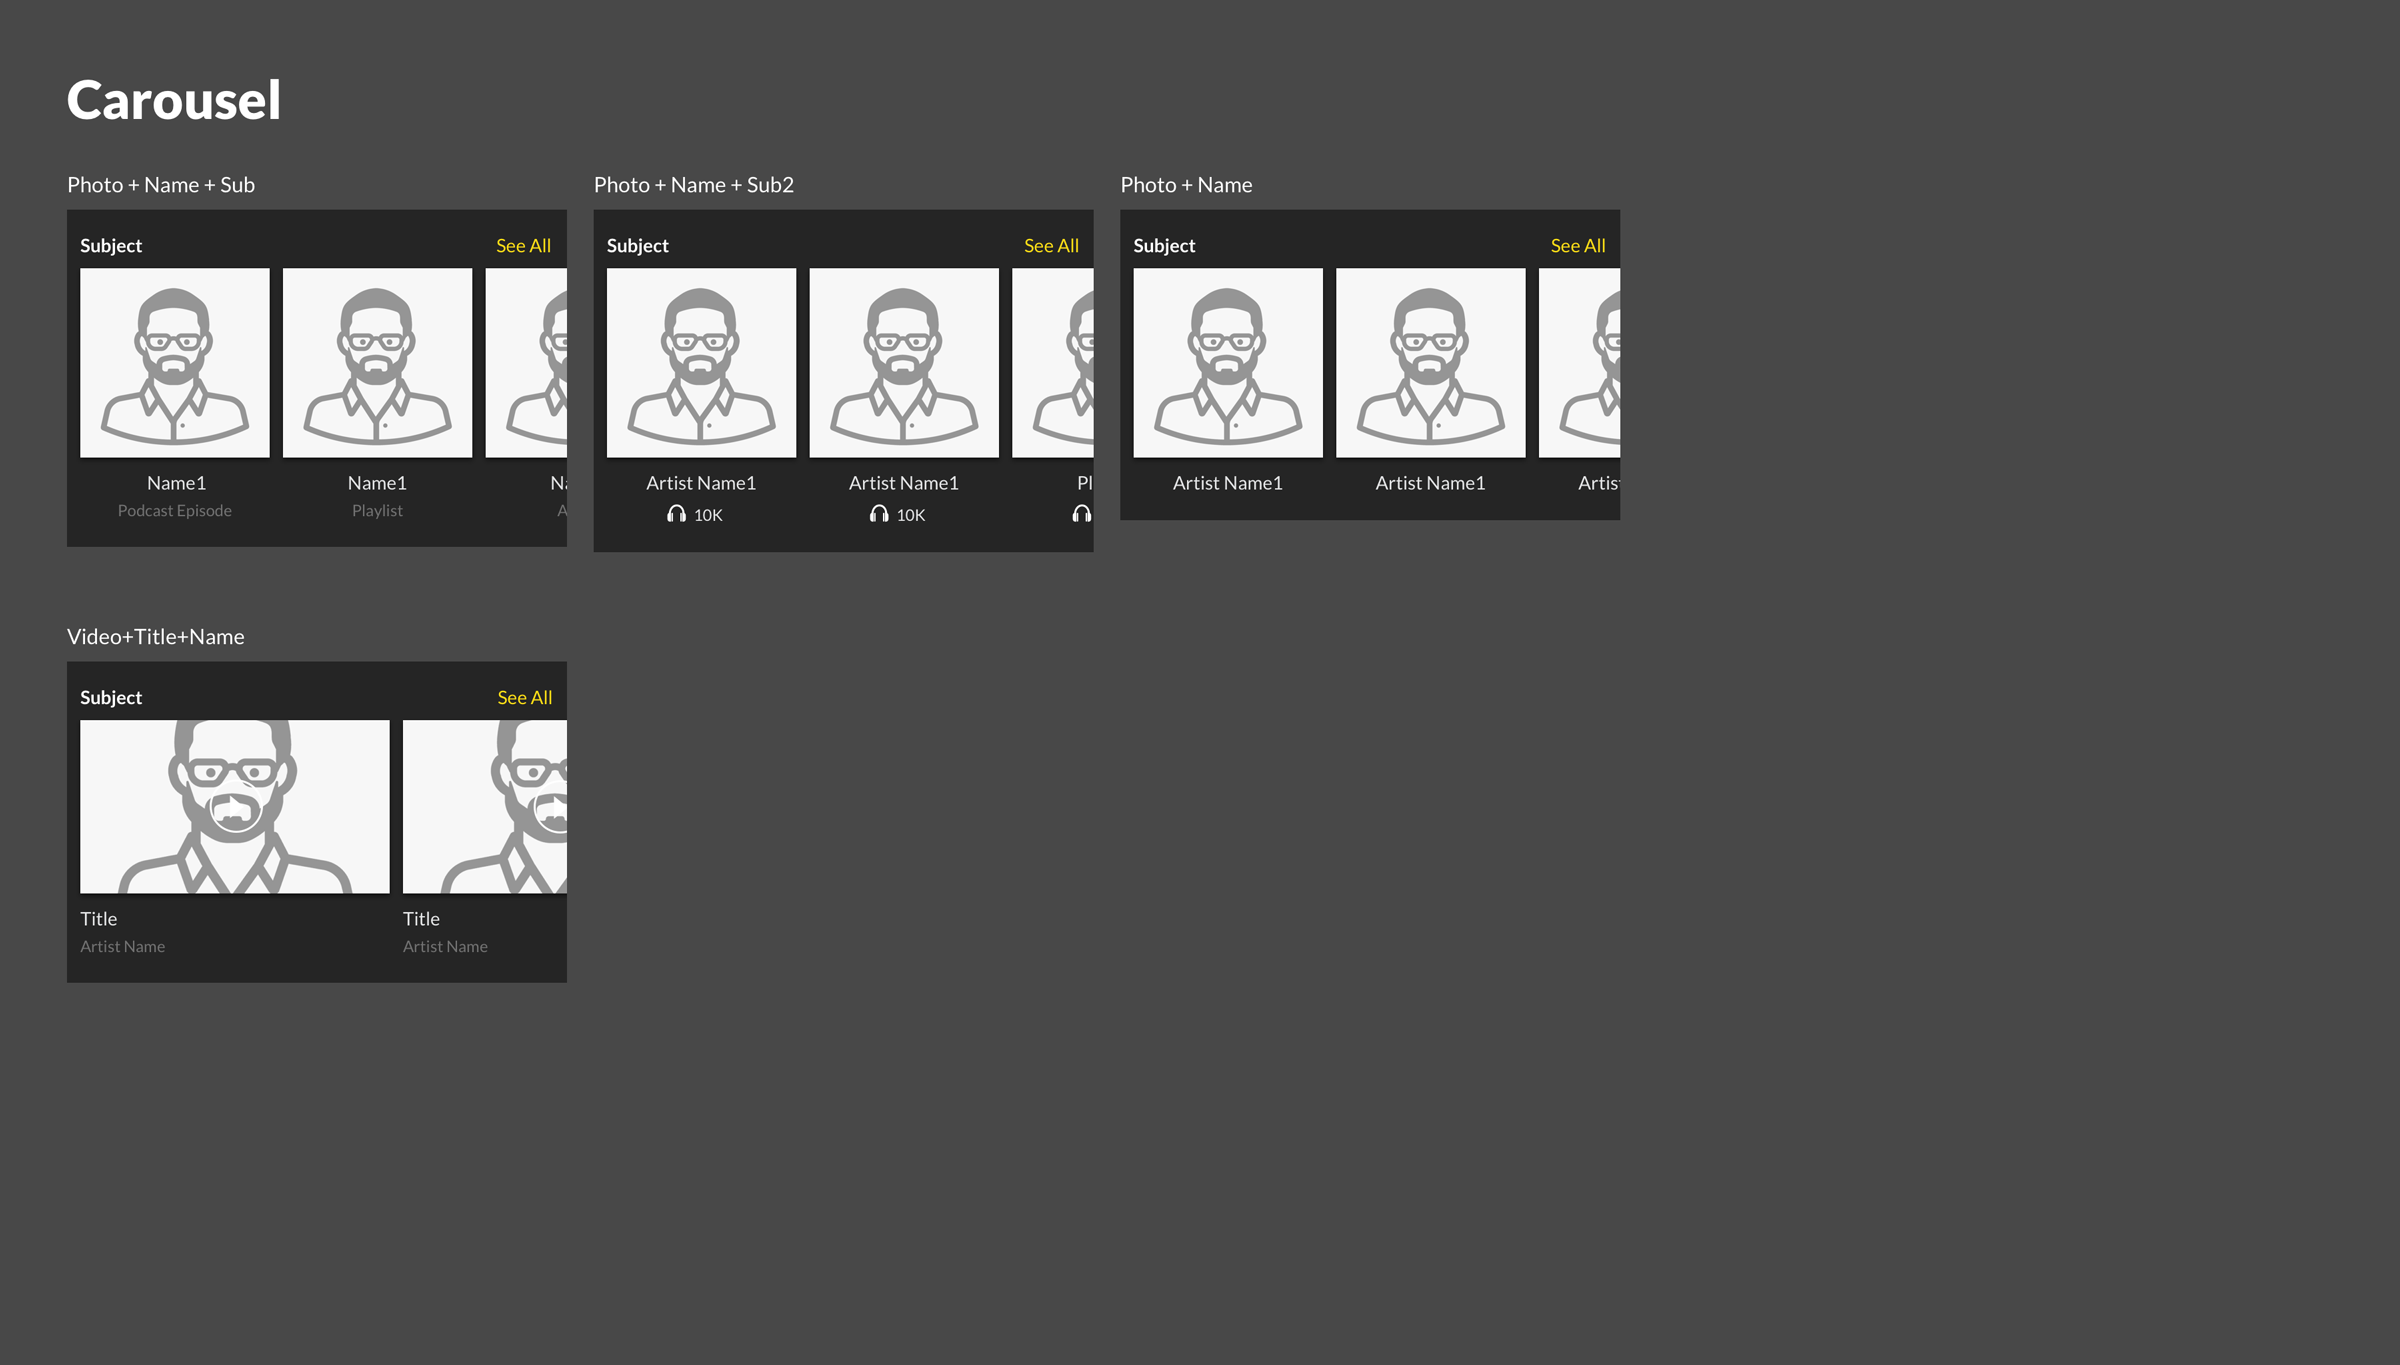 Carousel
Photo + Name + Sub
Subject
See All
Name1
Name1
Podcast Episode
Playlist
Photo + Name + Sub2
Subject
See All
Artist Name1
Artist Name1
Pl
10K
10K
Photo + Name
Subject
See All
Artist Name1
Artist Name1
Artis
Video+Title+Name
Subject
See All
Title
Title
Artist Name
Artist Name